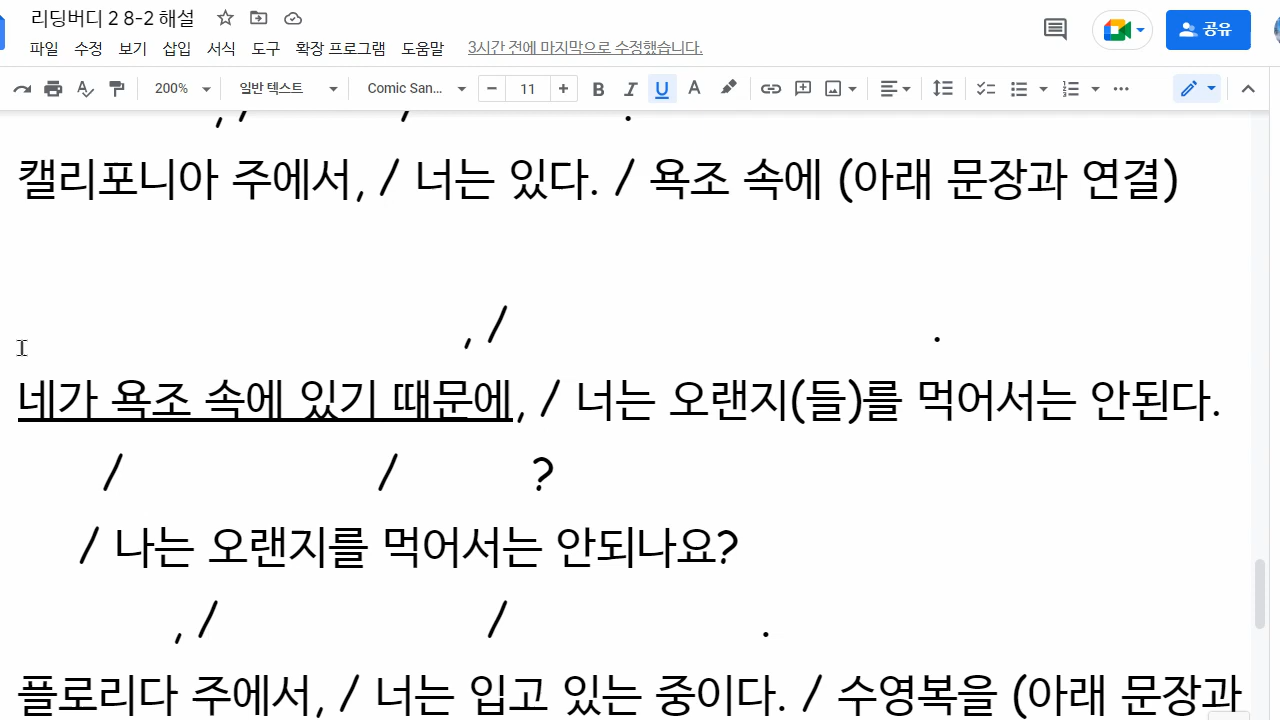 리딩버디 2 8-2 해설
파일 수정 보기 삽입 서식 도구 확장 프로그램 도움말 3시간 전에 마지막으로 수정했습니다.
공유
200% 일반 텍스트 Comic San... − 11 + B I U A
, / / .
캘리포니아 주에서, / 너는 있다. / 욕조 속에 (아래 문장과 연결)
, / .
네가 욕조 속에 있기 때문에, / 너는 오랜지(들)를 먹어서는 안된다.
/ / ?
/ 나는 오랜지를 먹어서는 안되나요?
, / / .
플로리다 주에서, / 너는 입고 있는 중이다. / 수영복을 (아래 문장과